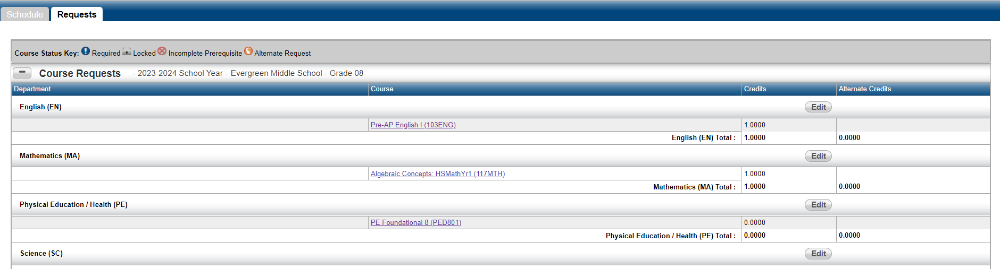 Schedule Requests
Course Status Key: Required Locked Incomplete Prerequisite Alternate Request
Course Requests - 2023-2024 School Year - Evergreen Middle School - Grade 08
Department Course Credits Alternate Credits
English (EN) Edit
Pre-AP English I (103ENG) 1.0000
English (EN) Total : 1.0000 0.0000
Mathematics (MA) Edit
Algebraic Concepts: HSMathYr1 (117MTH) 1.0000
Mathematics (MA) Total : 1.0000 0.0000
Physical Education / Health (PE) Edit
PE Foundational 8 (PED801) 0.0000
Physical Education / Health (PE) Total : 0.0000 0.0000
Science (SC) Edit